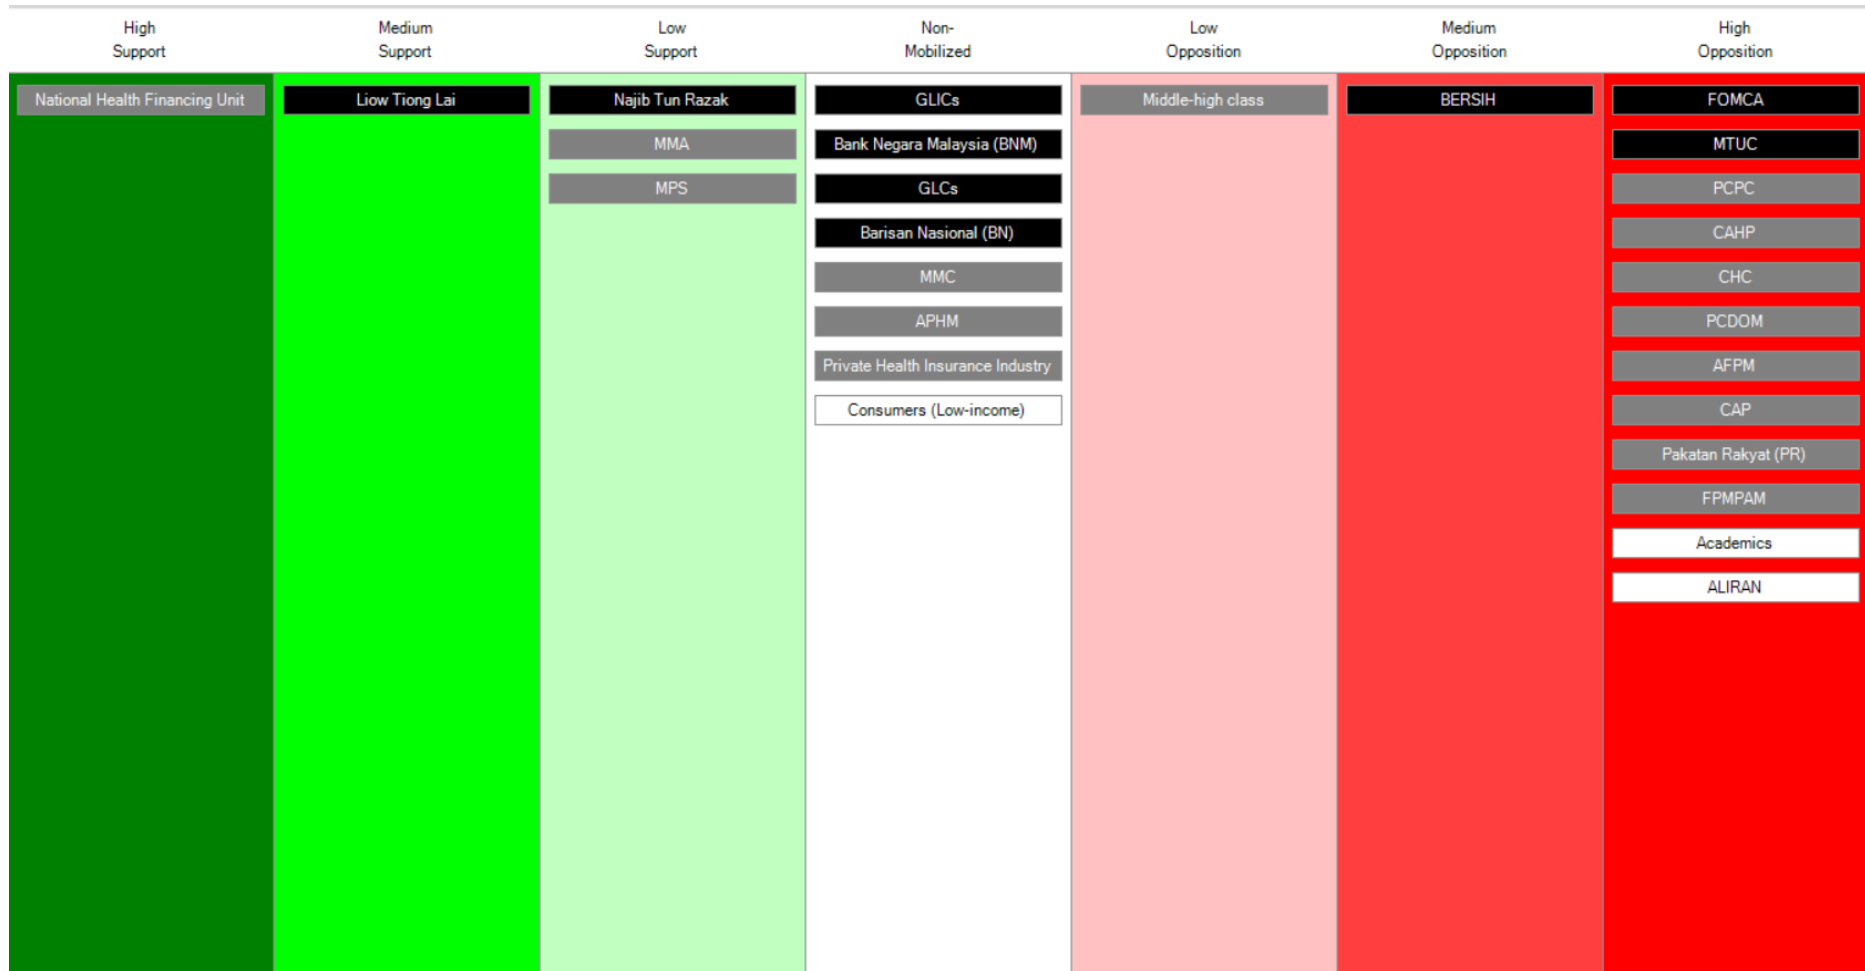 High
Support
Medium
Support
Low
Support
Non-
Mobilized
Low
Opposition
Medium
Opposition
High
Opposition
National Health Financing Unit
Liow Tiong Lai
Najib Tun Razak
MMA
MPS
GLICs
Bank Negara Malaysia (BNM)
GLCs
Barisan Nasional (BN)
MMC
APHM
Private Health Insurance Industry
Consumers (Low-income)
Middle-high class
BERSIH
FOMCA
MTUC
PCPC
CAHP
CHC
PCDOM
AFPM
CAP
Pakatan Rakyat (PR)
FPMPAM
Academics
ALIRAN